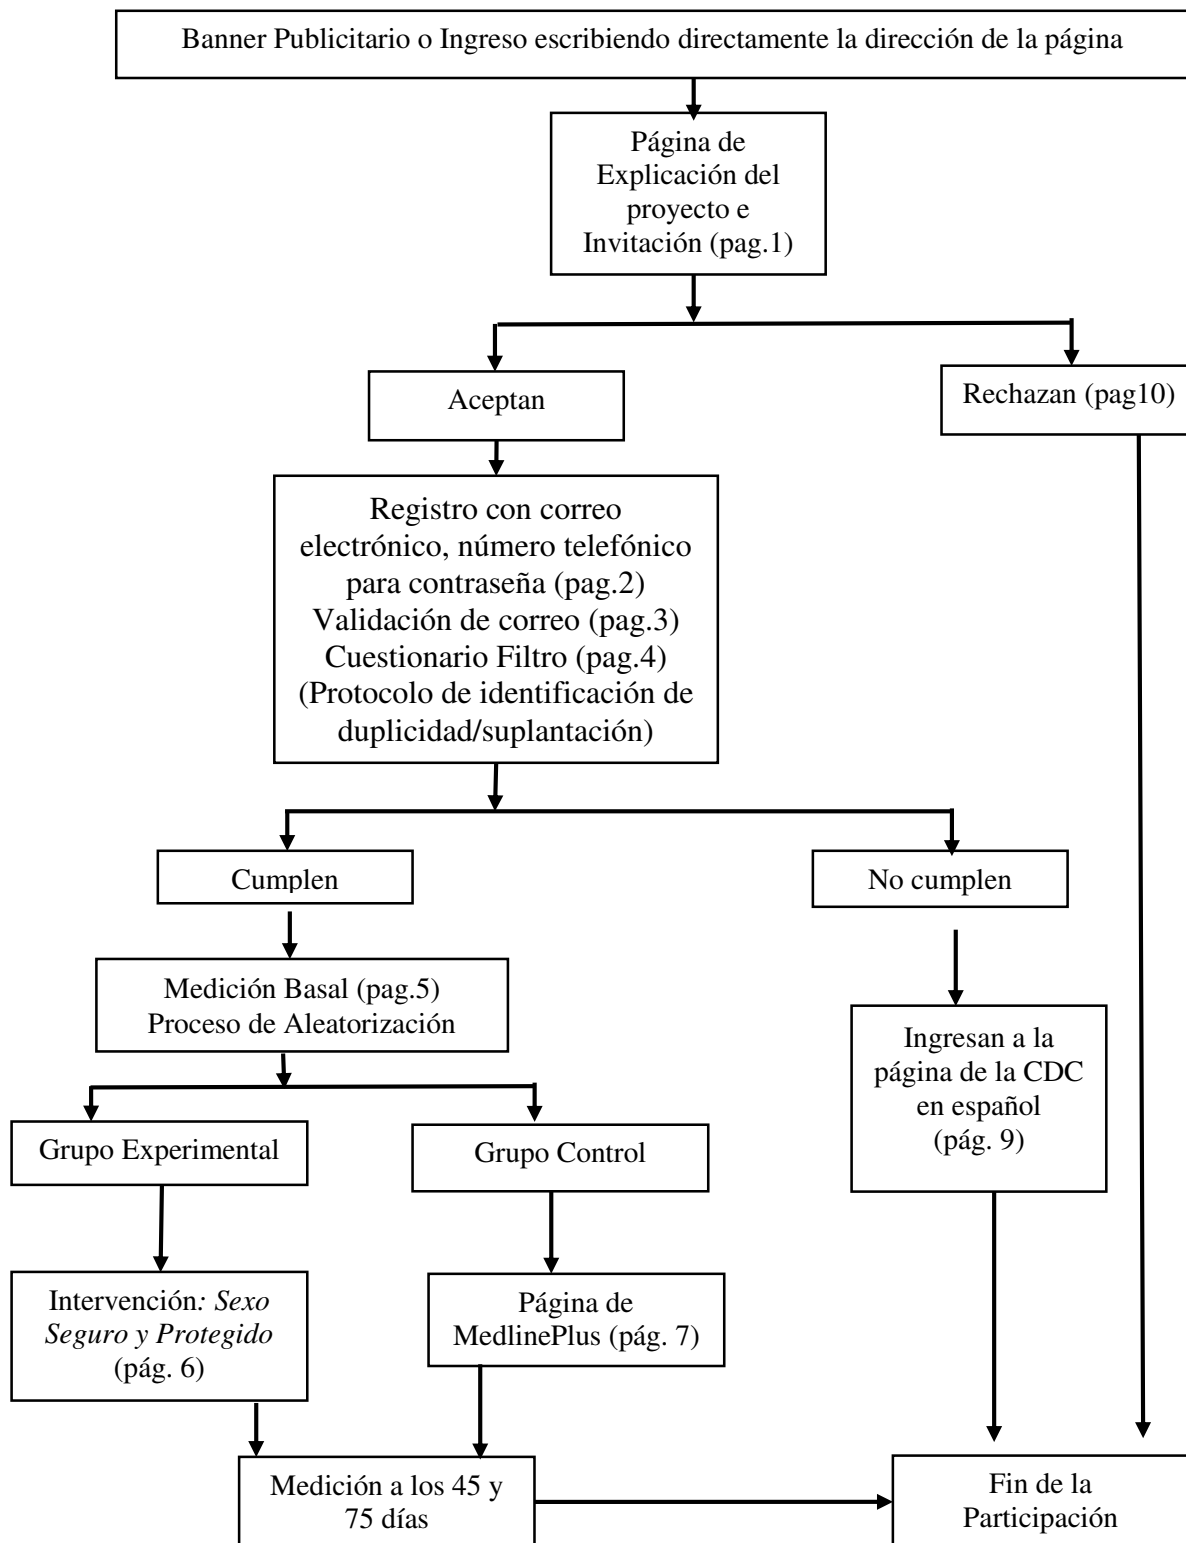 Banner Publicitario o Ingreso escribiendo directamente la dirección de la página
Página de
Explicación del
proyecto e
Invitación (pag.1)
Aceptan
Rechazan (pag10)
Registro con correo
electrónico, número telefónico
para contraseña (pag.2)
Validación de correo (pag.3)
Cuestionario Filtro (pag.4)
(Protocolo de identificación de
duplicidad/suplantación)
Cumplen
No cumplen
Medición Basal (pag.5)
Proceso de Aleatorización
Ingresan a la
página de la CDC
en español
(pág. 9)
Grupo Experimental
Grupo Control
Intervención: Sexo
Seguro y Protegido
(pág. 6)
Página de
MedlinePlus (pág. 7)
Medición a los 45 y
75 días
Fin de la
Participación